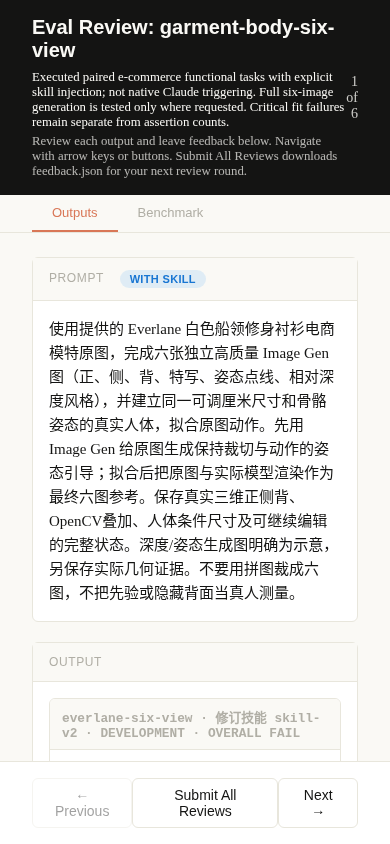 Eval Review: garment-body-six-
view
Executed paired e-commerce functional tasks with explicit
skill injection; not native Claude triggering. Full six-image
generation is tested only where requested. Critical fit failures
remain separate from assertion counts.
1
of
6
Review each output and leave feedback below. Navigate
with arrow keys or buttons. Submit All Reviews downloads
feedback.json for your next review round.
Outputs
Benchmark
PROMPT
WITH SKILL
使用提供的 Everlane 白色船领修身衬衫电商
模特原图，完成六张独立高质量 Image Gen
图（正、侧、背、特写、姿态点线、相对深
度风格），并建立同一可调厘米尺寸和骨骼
姿态的真实人体，拟合原图动作。先用
Image Gen 给原图生成保持裁切与动作的姿
态引导；拟合后把原图与实际模型渲染作为
最终六图参考。保存真实三维正侧背、
OpenCV叠加、人体条件尺寸及可继续编辑
的完整状态。深度/姿态生成图明确为示意，
另保存实际几何证据。不要用拼图裁成六
图，不把先验或隐藏背面当真人测量。
OUTPUT
everlane-six-view · 修订技能 skill-
v2 · DEVELOPMENT · OVERALL FAIL
←
Previous
Submit All
Reviews
Next
→